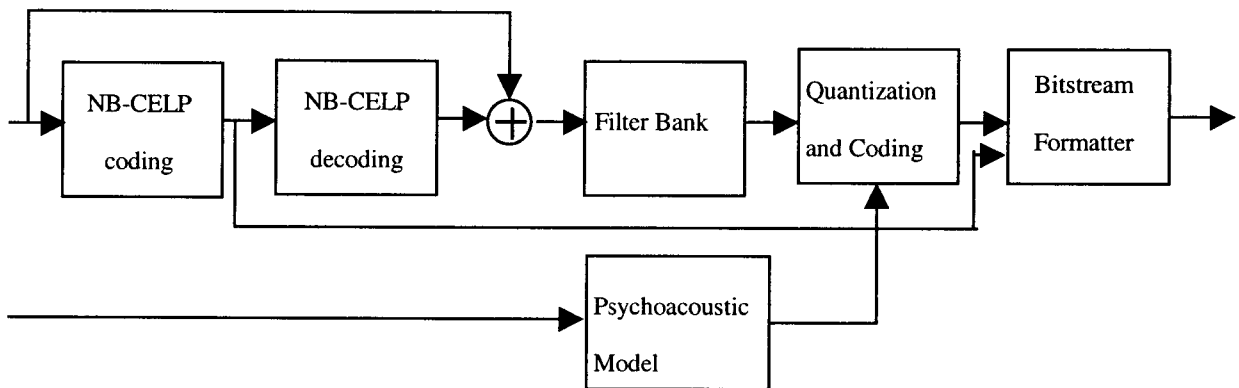 NB-CELP
coding
NB-CELP
decoding
Filter Bank
Quantization
and Coding
Bitstream
Formatter
Psychoacoustic
Model